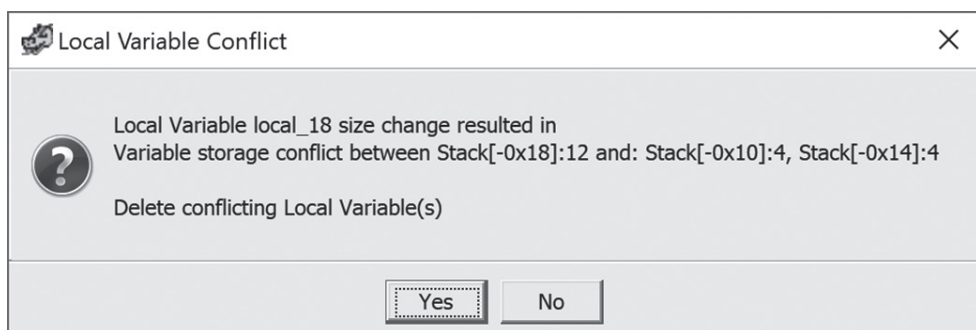 Local Variable Conflict
Local Variable local_18 size change resulted in
Variable storage conflict between Stack[-0x18]:12 and: Stack[-0x10]:4, Stack[-0x14]:4
Delete conflicting Local Variable(s)
Yes No